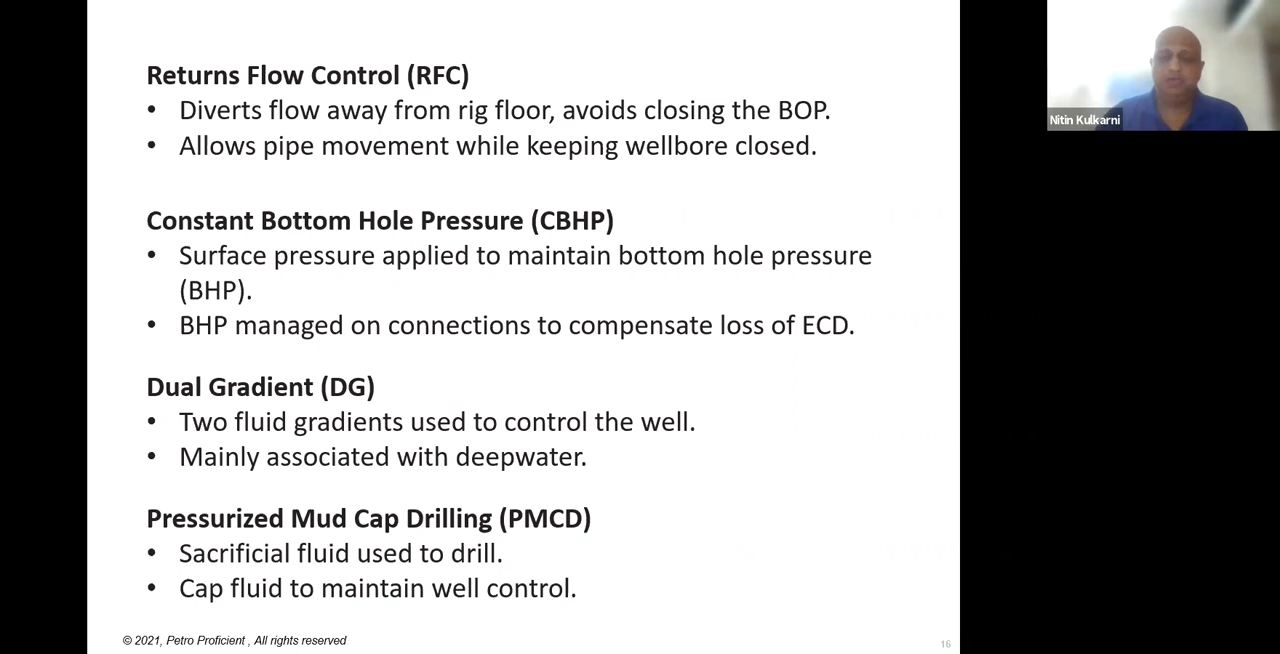 Returns Flow Control (RFC)
• Diverts flow away from rig floor, avoids closing the BOP.
• Allows pipe movement while keeping wellbore closed.
Constant Bottom Hole Pressure (CBHP)
• Surface pressure applied to maintain bottom hole pressure
(BHP).
• BHP managed on connections to compensate loss of ECD.
Dual Gradient (DG)
• Two fluid gradients used to control the well.
• Mainly associated with deepwater.
Pressurized Mud Cap Drilling (PMCD)
• Sacrificial fluid used to drill.
• Cap fluid to maintain well control.
© 2021, Petro Proficient , All rights reserved
16
Nitin Kulkarni